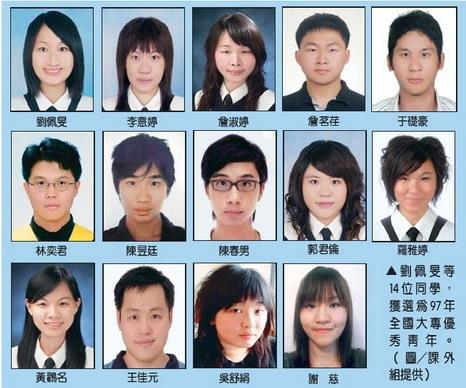 劉佩旻 李意婷 詹淑婷 詹茗荏 于礎豪
林奕君 陳昱廷 陳春男 郭君倫 羅雅婷
黃鸝名 王佳元 吳舒絹 謝 慈
▲劉佩旻等
14位同學，
獲選為97年
全國大專優
秀青年。
（圖／課外
組提供）